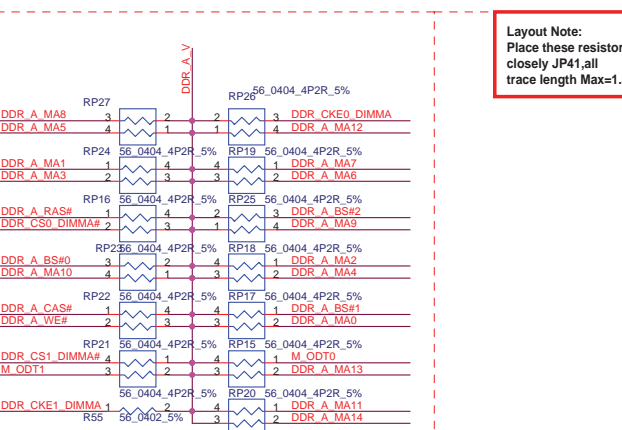 Layout Note:
Place these resistor
closely JP41,all
trace length Max=1.
DDR_A_V
RP27
RP26
56_0404_4P2R_5%
DDR_A_MA8 3 2 2 3 DDR_CKE0_DIMMA
DDR_A_MA5 4 1 1 4 DDR_A_MA12
RP24 56_0404_4P2R_5% RP19 56_0404_4P2R_5%
DDR_A_MA1 1 4 4 1 DDR_A_MA7
DDR_A_MA3 2 3 3 2 DDR_A_MA6
RP16 56_0404_4P2R_5% RP25 56_0404_4P2R_5%
DDR_A_RAS# 1 4 2 3 DDR_A_BS#2
DDR_CS0_DIMMA# 2 3 1 4 DDR_A_MA9
RP23 56_0404_4P2R_5% RP18 56_0404_4P2R_5%
DDR_A_BS#0 3 2 4 1 DDR_A_MA2
DDR_A_MA10 4 1 3 2 DDR_A_MA4
RP22 56_0404_4P2R_5% RP17 56_0404_4P2R_5%
DDR_A_CAS# 1 4 4 1 DDR_A_BS#1
DDR_A_WE# 2 3 3 2 DDR_A_MA0
RP21 56_0404_4P2R_5% RP15 56_0404_4P2R_5%
DDR_CS1_DIMMA# 4 1 4 1 M_ODT0
M_ODT1 3 2 3 2 DDR_A_MA13
56_0404_4P2R_5% RP20 56_0404_4P2R_5%
DDR_CKE1_DIMMA 1 2 4 1 DDR_A_MA11
R55 56_0402_5% 3 2 DDR_A_MA14